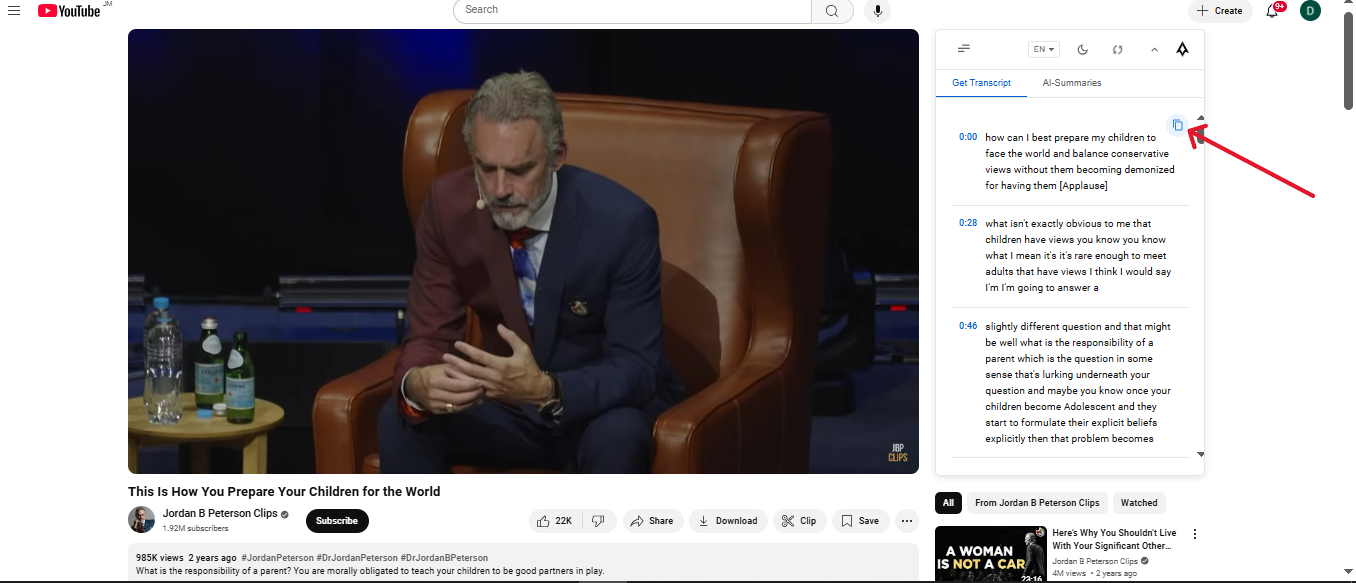 YouTube JM
Search
Create
9+
D
EN
Get Transcript
AI-Summaries
0:00
how can I best prepare my children to
face the world and balance conservative
views without them becoming demonized
for having them [Applause]
0:28
what isn't exactly obvious to me that
children have views you know you know
what I mean it's it's rare enough to meet
adults that have views I think I would say
I'm I'm going to answer a
0:46
slightly different question and that might
be well what is the responsibility of a
parent which is the question in some
sense that's lurking underneath your
question and maybe you know once your
children become Adolescent and they
start to formulate their explicit beliefs
explicitly then that problem becomes
JBP
CLIPS
This Is How You Prepare Your Children for the World
Jordan B Peterson Clips
1.92M subscribers
Subscribe
22K
Share
Download
Clip
Save
985K views 2 years ago #JordanPeterson #DrJordanPeterson #DrJordanBPeterson
What is the responsibility of a parent? You are morally obligated to teach your children to be good partners in play.
All
From Jordan B Peterson Clips
Watched
A WOMAN
IS NOT A CAR
23:16
Here's Why You Shouldn't Live
With Your Significant Other...
Jordan B Peterson Clips
4M views • 2 years ago